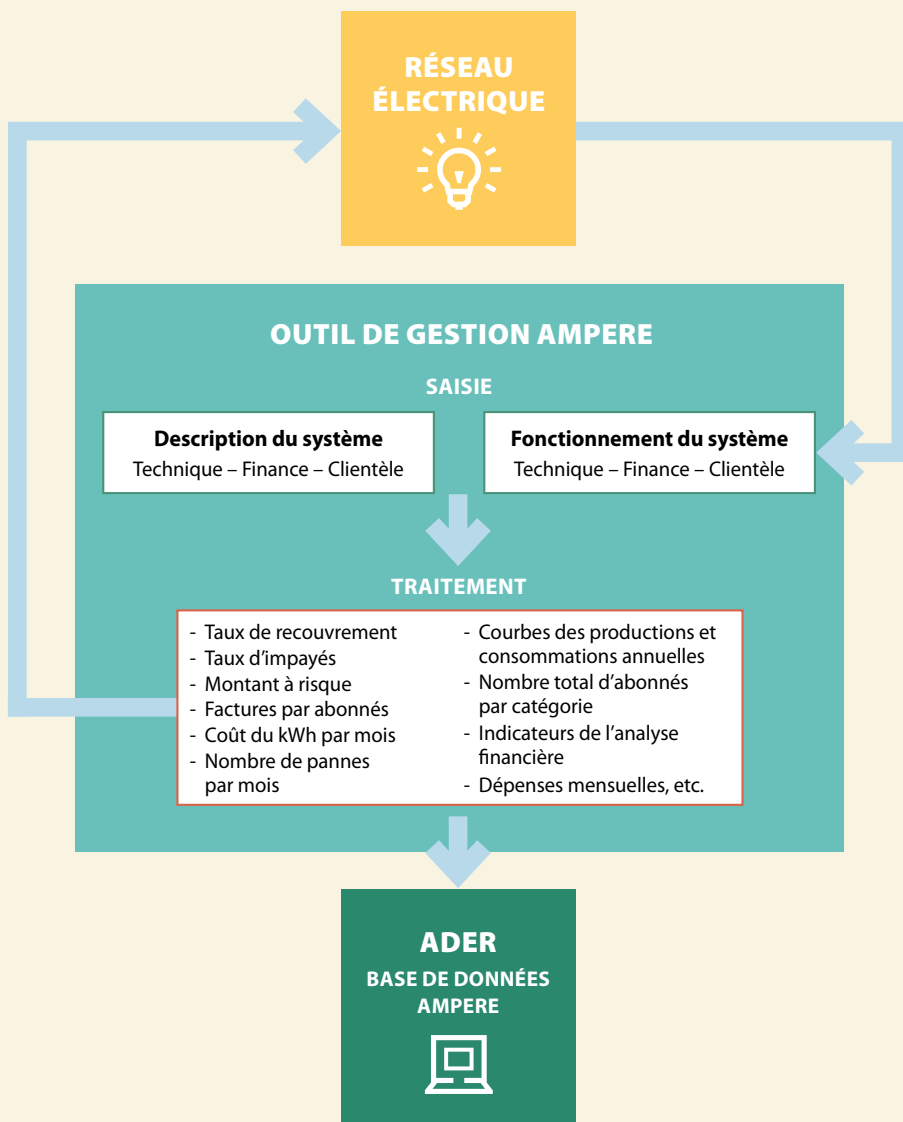 RÉSEAU
ÉLECTRIQUE
OUTIL DE GESTION AMPERE
SAISIE
Description du système
Technique – Finance – Clientèle
Fonctionnement du système
Technique – Finance – Clientèle
TRAITEMENT
- Taux de recouvrement
- Taux d'impayés
- Montant à risque
- Factures par abonnés
- Coût du kWh par mois
- Nombre de pannes
par mois
- Courbes des productions et
consommations annuelles
- Nombre total d'abonnés
par catégorie
- Indicateurs de l'analyse
financière
- Dépenses mensuelles, etc.
ADER
BASE DE DONNÉES
AMPERE